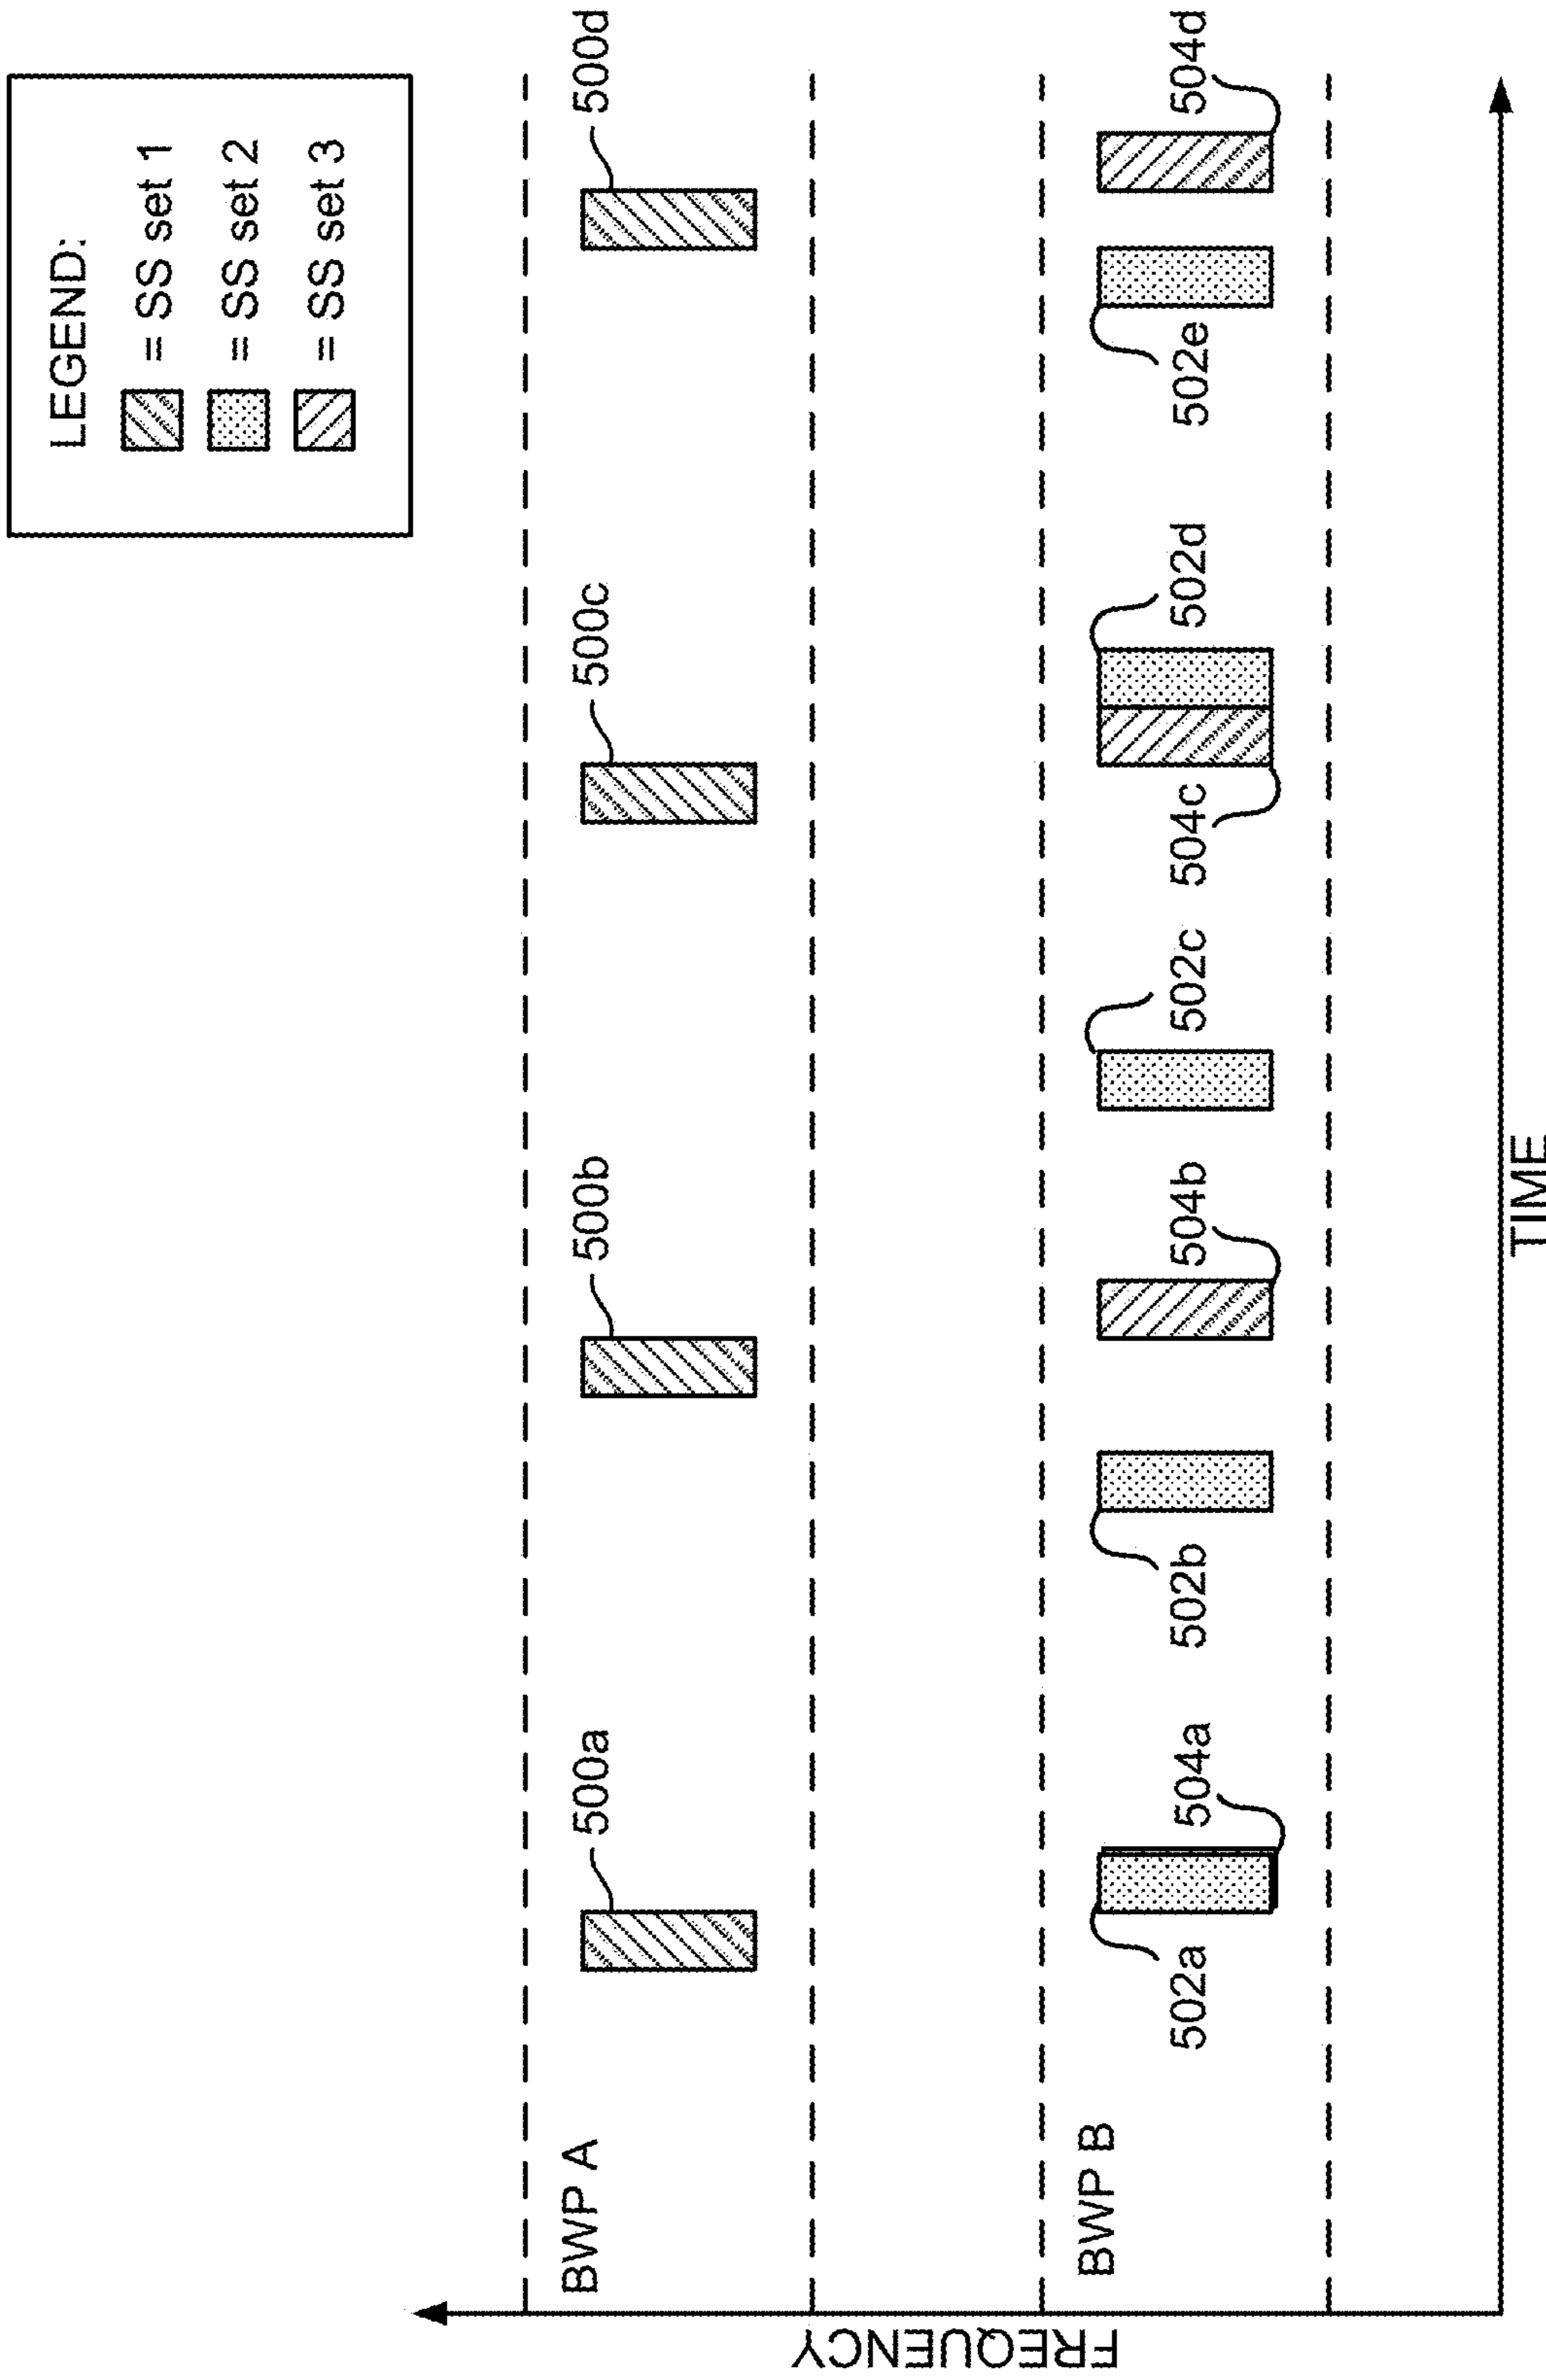 LEGEND:
= SS set 1
= SS set 2
= SS set 3
FREQUENCY
BWP A
500a
500b
500c
500d
BWP B
502a
504a
502b
504b
502c
504c
502d
502e
504d
TIME